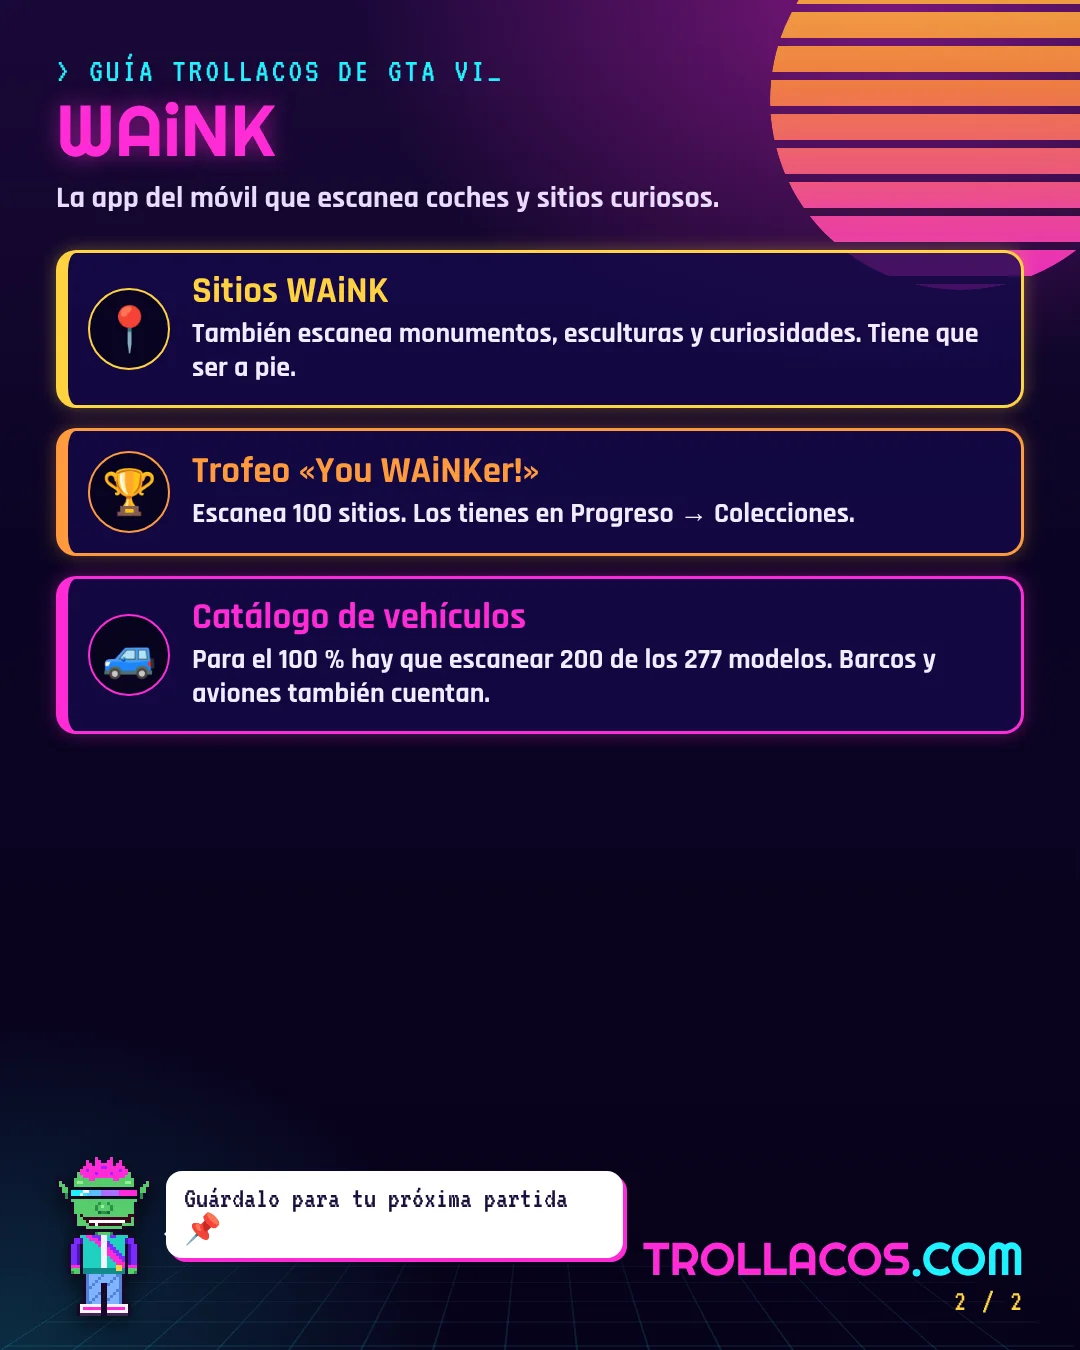 > GUÍA TROLLACOS DE GTA VI_
WAiNK
La app del móvil que escanea coches y sitios curiosos.
Sitios WAiNK
También escanea monumentos, esculturas y curiosidades. Tiene que
ser a pie.
Trofeo «You WAiNKer!»
Escanea 100 sitios. Los tienes en Progreso → Colecciones.
Catálogo de vehículos
Para el 100 % hay que escanear 200 de los 277 modelos. Barcos y
aviones también cuentan.
Guárdalo para tu próxima partida
📌
TROLLACOS.COM
2 / 2